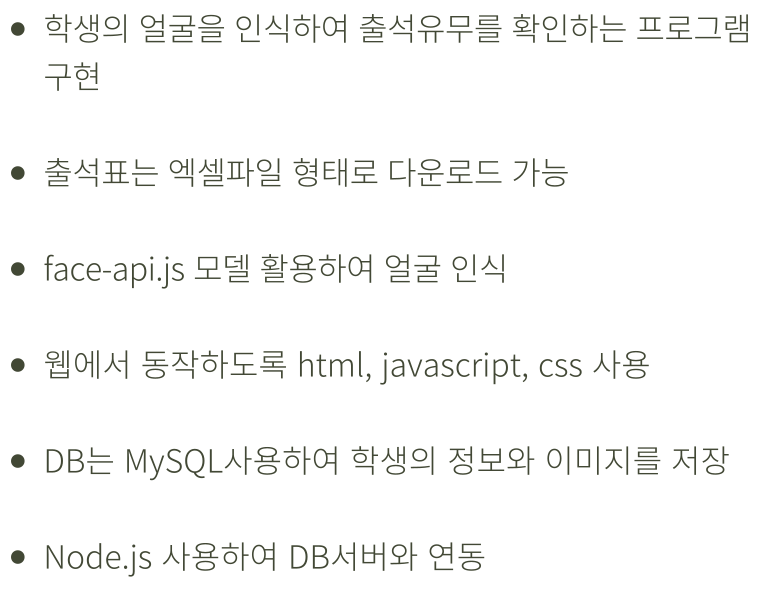 • 학생의 얼굴을 인식하여 출석유무를 확인하는 프로그램
구현
• 출석표는 엑셀파일 형태로 다운로드 가능
• face-api.js 모델 활용하여 얼굴 인식
• 웹에서 동작하도록 html, javascript, css 사용
• DB는 MySQL사용하여 학생의 정보와 이미지를 저장
• Node.js 사용하여 DB서버와 연동